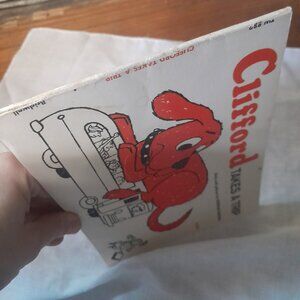 Bridwell
CLIFFORD TAKES A TRIP
Clifford
TAKES A TRIP